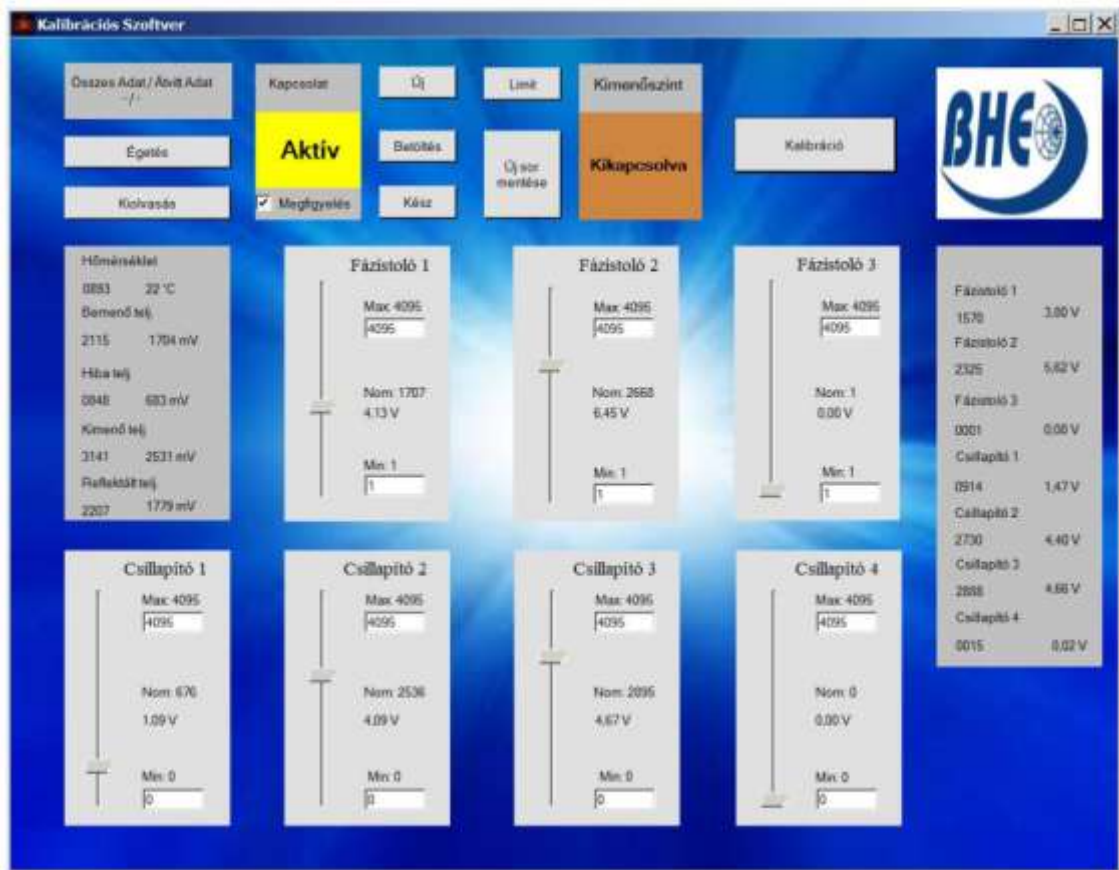 Kalibrációs Szoftver
Összes Adat / Átvitt Adat
-/-
Égetés
Kiolvasás
Kapcsolat
Aktív
Megfigyelés
Új
Betöltés
Kész
Limit
Új sor
mentése
Kimenőszint
Kikapcsolva
Kalibráció
BHE
Hőmérséklet
0893 22 °C
Bemenő telj.
2115 1704 mV
Hiba telj.
0848 683 mV
Kimenő telj.
3141 2531 mV
Reflektált telj.
2207 1779 mV
Fázistoló 1
Max: 4095
4095
Nom: 1707
4,13 V
Min: 1
1
Fázistoló 2
Max: 4095
4095
Nom: 2668
6,45 V
Min: 1
1
Fázistoló 3
Max: 4095
4095
Nom: 1
0,00 V
Min: 1
1
Fázistoló 1
1570 3,80 V
Fázistoló 2
2325 5,62 V
Fázistoló 3
0001 0,00 V
Csillapító 1
0914 1,47 V
Csillapító 2
2730 4,40 V
Csillapító 3
2888 4,66 V
Csillapító 4
0015 0,02 V
Csillapító 1
Max: 4095
4095
Nom: 676
1,09 V
Min: 0
0
Csillapító 2
Max: 4095
4095
Nom: 2536
4,09 V
Min: 0
0
Csillapító 3
Max: 4095
4095
Nom: 2895
4,67 V
Min: 0
0
Csillapító 4
Max: 4095
4095
Nom: 0
0,00 V
Min: 0
0